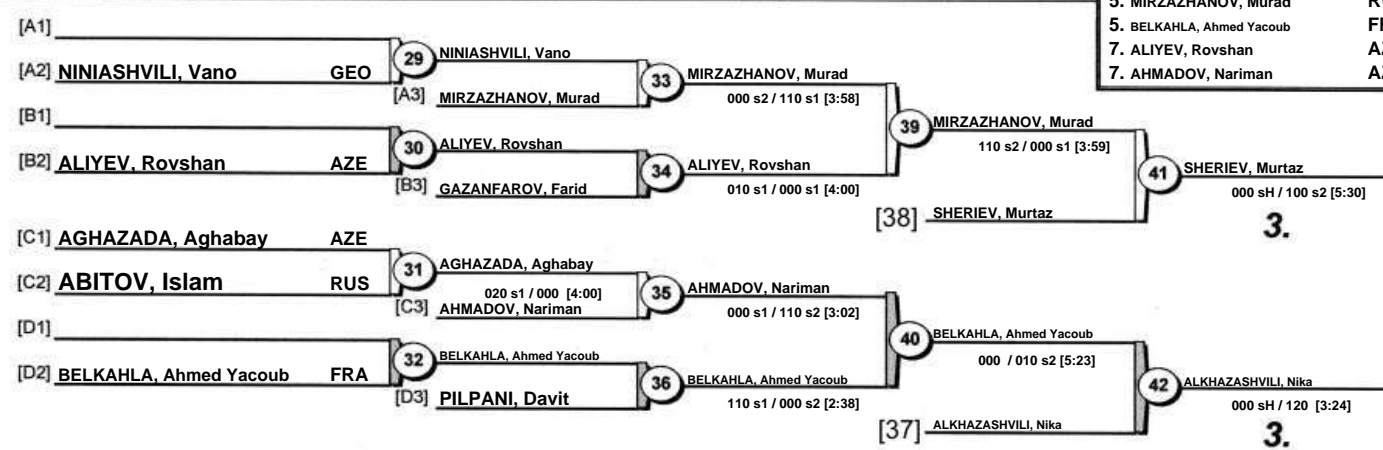 5. MIRZAZHANOV, Murad
5. BELKAHLA, Ahmed Yacoub
7. ALIYEV, Rovshan
7. AHMADOV, Nariman
[A1]
[A2] NINIASHVILI, Vano GEO
29
NINIASHVILI, Vano
[A3] MIRZAZHANOV, Murad
33
MIRZAZHANOV, Murad
000 s2 / 110 s1 [3:58]
[B1]
[B2] ALIYEV, Rovshan AZE
30
ALIYEV, Rovshan
[B3] GAZANFAROV, Farid
34
ALIYEV, Rovshan
010 s1 / 000 s1 [4:00]
39
MIRZAZHANOV, Murad
110 s2 / 000 s1 [3:59]
[38] SHERIEV, Murtaz
41
SHERIEV, Murtaz
000 sH / 100 s2 [5:30]
3.
[C1] AGHAZADA, Aghabay AZE
[C2] ABITOV, Islam RUS
31
AGHAZADA, Aghabay
020 s1 / 000 [4:00]
[C3] AHMADOV, Nariman
35
AHMADOV, Nariman
000 s1 / 110 s2 [3:02]
[D1]
[D2] BELKAHLA, Ahmed Yacoub FRA
32
BELKAHLA, Ahmed Yacoub
[D3] PILPANI, Davit
36
BELKAHLA, Ahmed Yacoub
110 s1 / 000 s2 [2:38]
40
BELKAHLA, Ahmed Yacoub
000 / 010 s2 [5:23]
[37] ALKHAZASHVILI, Nika
42
ALKHAZASHVILI, Nika
000 sH / 120 [3:24]
3.